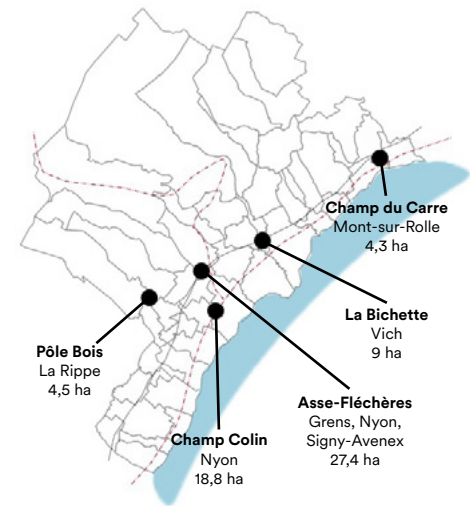 Champ du Carre
Mont-sur-Rolle
4,3 ha
La Bichette
Vich
9 ha
Pôle Bois
La Rippe
4,5 ha
Asse-Fléchères
Grens, Nyon,
Signy-Avenex
27,4 ha
Champ Colin
Nyon
18,8 ha